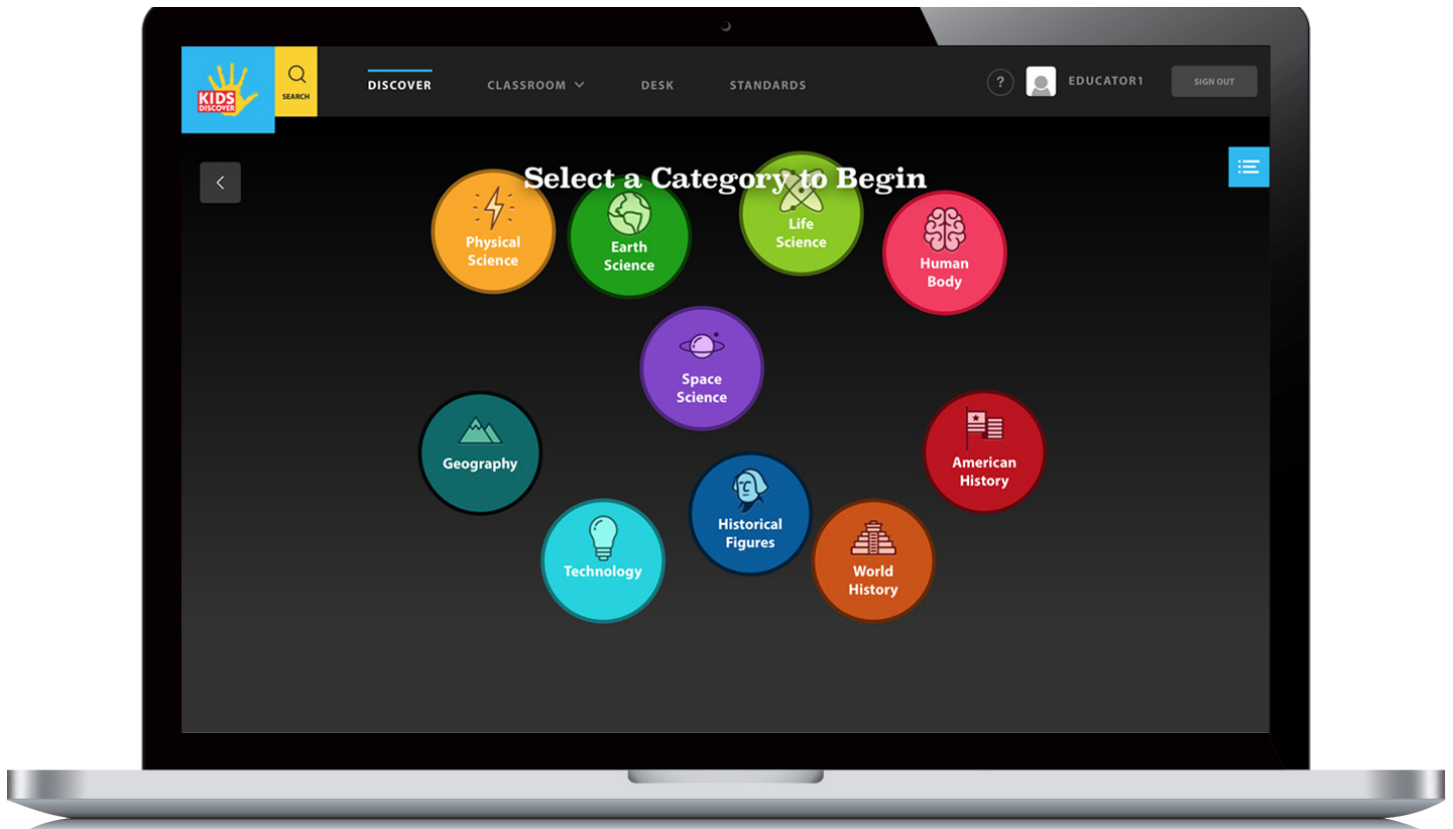 KIDS
DISCOVER
SEARCH
DISCOVER
CLASSROOM
DESK
STANDARDS
?
EDUCATOR1
SIGN OUT
Select a Category to Begin
Physical
Science
Earth
Science
Life
Science
Human
Body
Space
Science
Geography
American
History
Historical
Figures
Technology
World
History